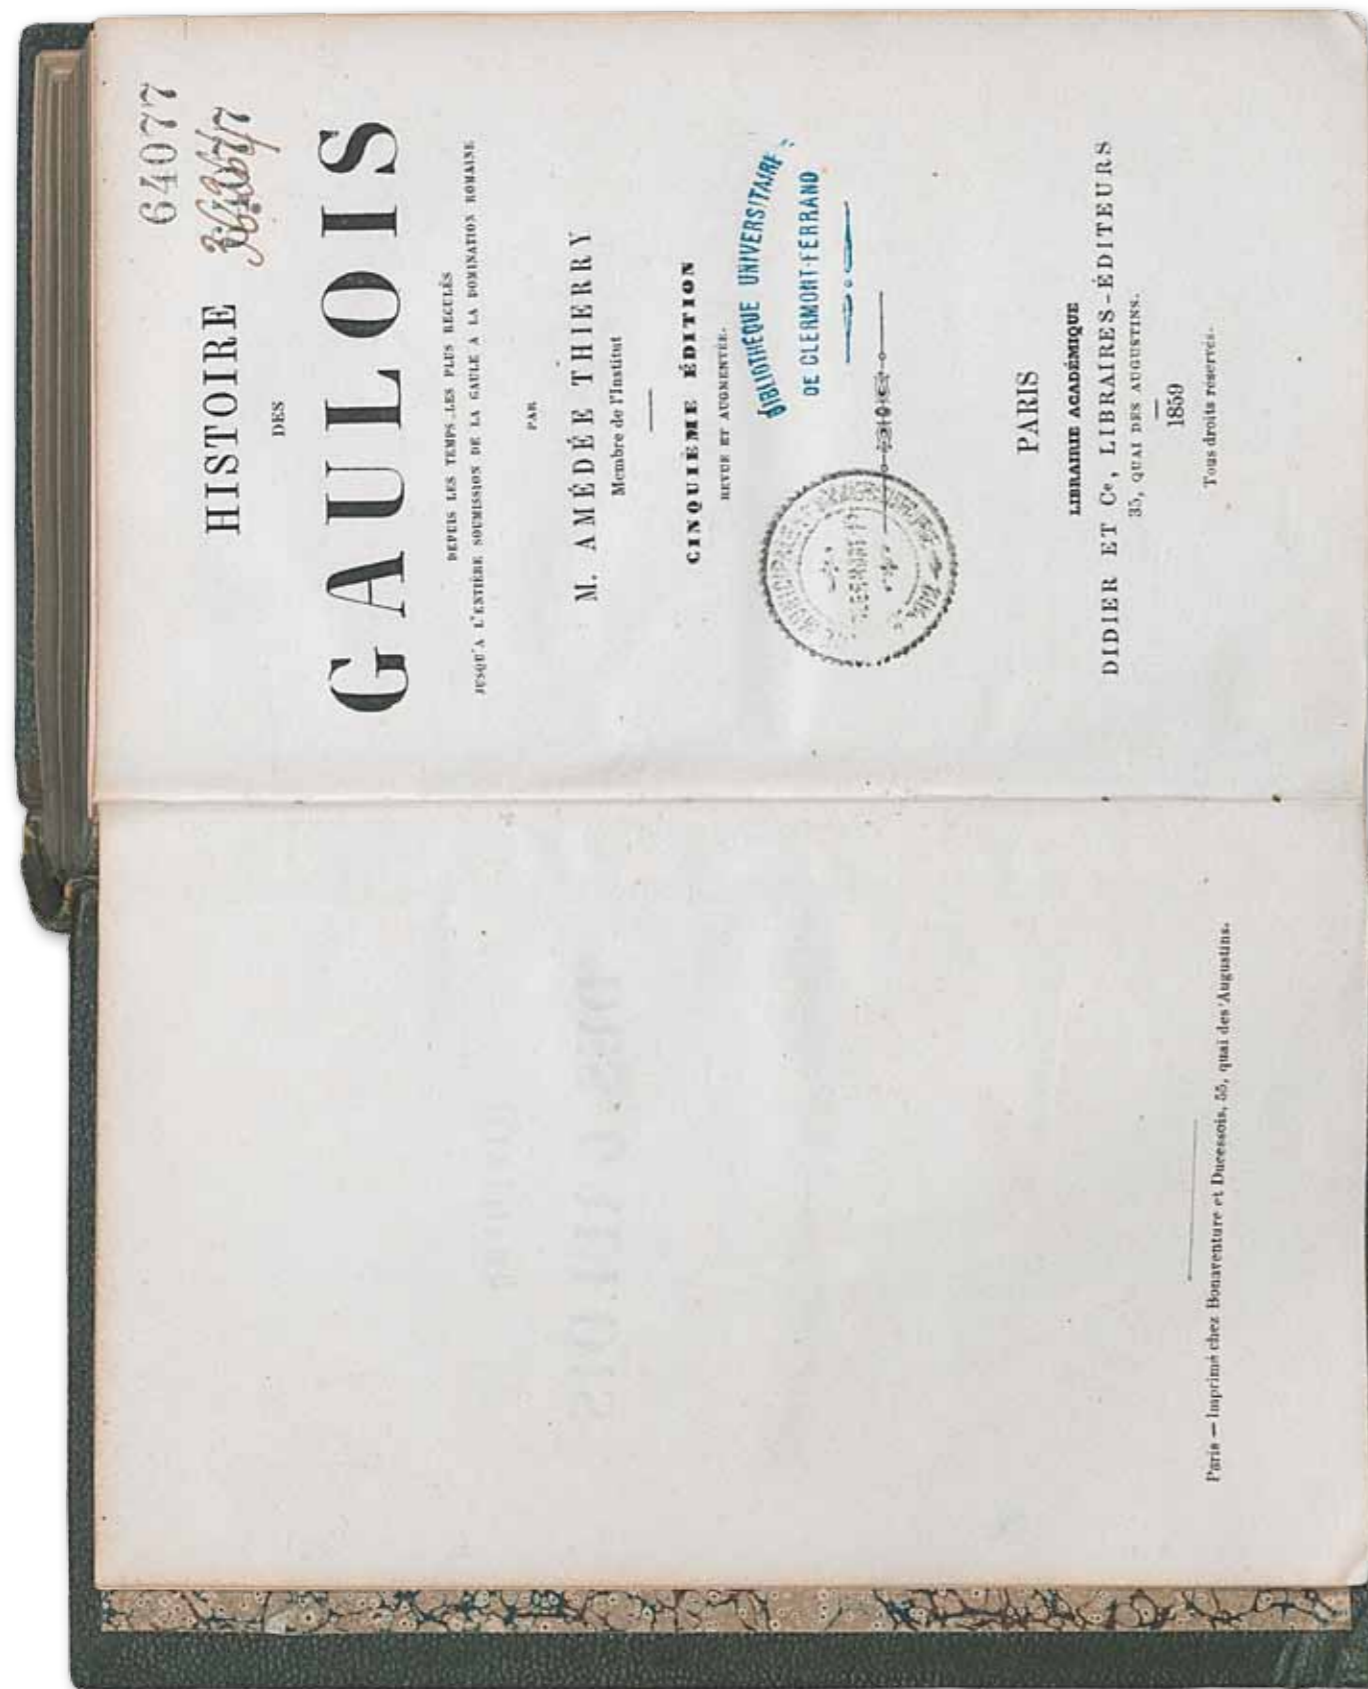 Paris — Imprimé chez Bonaventure et Ducessois, 55, quai des Augustins.
64077
HISTOIRE
DES
GAULOIS
DEPUIS LES TEMPS LES PLUS RECULÉS
JUSQU'A L'ENTIÈRE SOUMISSION DE LA GAULE A LA DOMINATION ROMAINE
PAR
M. AMÉDÉE THIERRY
Membre de l'Institut
CINQUIÈME ÉDITION
REVUE ET AUGMENTÉE.
BIBLIOTHEQUE UNIVERSITAIRE
DE CLERMONT-FERRAND
PARIS
LIBRAIRIE ACADÉMIQUE
DIDIER ET Cᵉ, LIBRAIRES-ÉDITEURS
35, QUAI DES AUGUSTINS.
1859
Tous droits réservés.